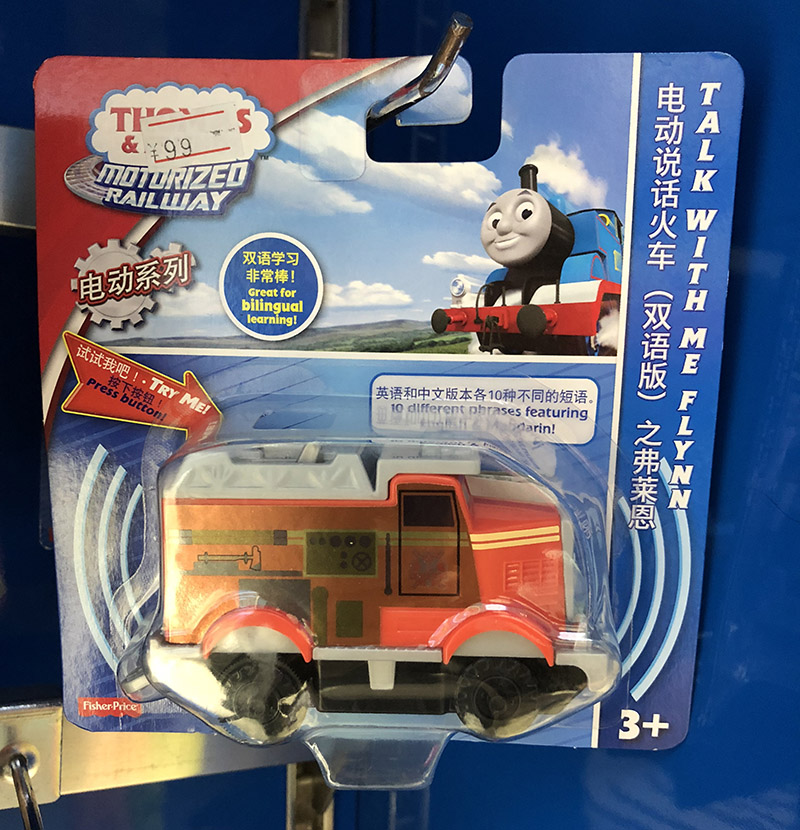 &
¥99
MOTORIZED
RAILWAY
电动系列
双语学习
非常棒!
Great for
bilingual
learning!
试试我吧!·TRY ME!
按下按钮!
Press button!
英语和中文版本各10种不同的短语。
10 different phrases featuring
TALK WITH ME FLYNN
电动说话火车 (双语版) 之弗莱恩
Fisher-Price
3+